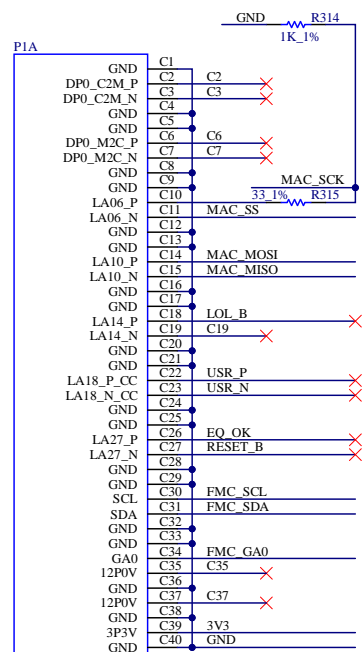 GND R314
1K_1%
P1A
GND C1
DP0_C2M_P C2 C2
DP0_C2M_N C3 C3
GND C4
GND C5
DP0_M2C_P C6 C6
DP0_M2C_N C7 C7
GND C8
GND C9 MAC_SCK
LA06_P C10 33_1% R315
LA06_N C11 MAC_SS
GND C12
GND C13
LA10_P C14 MAC_MOSI
LA10_N C15 MAC_MISO
GND C16
GND C17
LA14_P C18 LOL_B
LA14_N C19 C19
GND C20
GND C21
LA18_P_CC C22 USR_P
LA18_N_CC C23 USR_N
GND C24
GND C25
LA27_P C26 EQ_OK
LA27_N C27 RESET_B
GND C28
GND C29
SCL C30 FMC_SCL
SDA C31 FMC_SDA
GND C32
GND C33
GA0 C34 FMC_GA0
12P0V C35 C35
GND C36
12P0V C37 C37
GND C38
3P3V C39 3V3
GND C40 GND